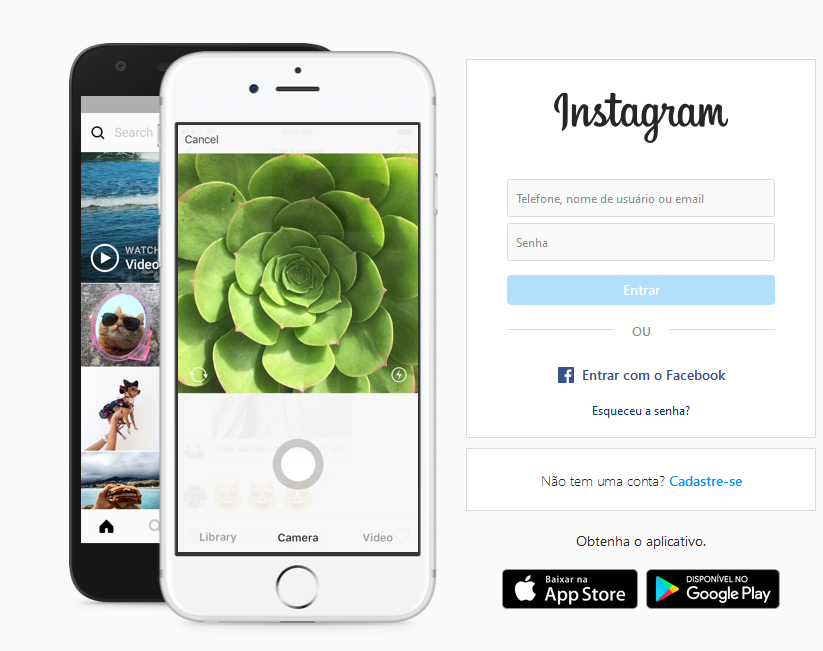 Search
WATCH
Video
Cancel
Library
Camera
Video
Instagram
Telefone, nome de usuário ou email
Senha
Entrar
OU
Entrar com o Facebook
Esqueceu a senha?
Não tem uma conta? Cadastre-se
Obtenha o aplicativo.
Baixar na
App Store
DISPONÍVEL NO
Google Play